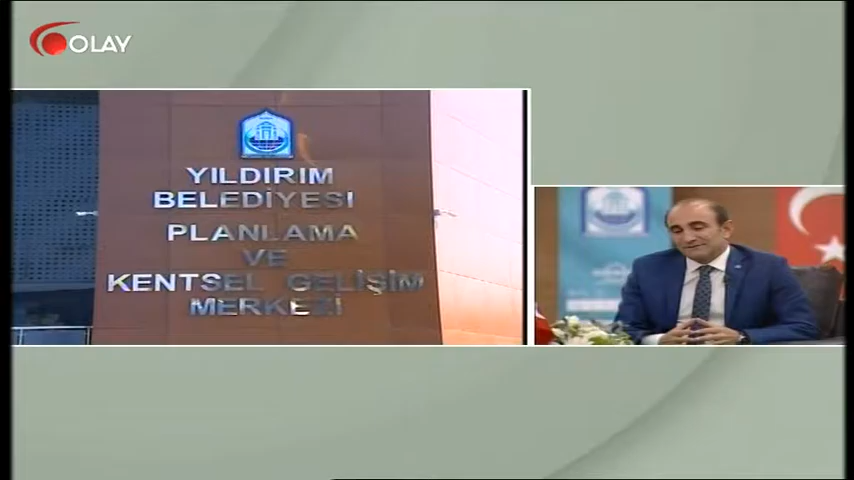 OLAY
YILDIRIM
BELEDİYESİ
PLANLAMA
VE
KENTSEL GELİŞİM
MERKEZİ